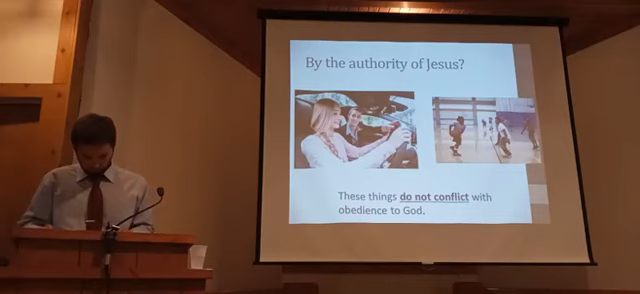 By the authority of Jesus?
These things do not conflict with
obedience to God.